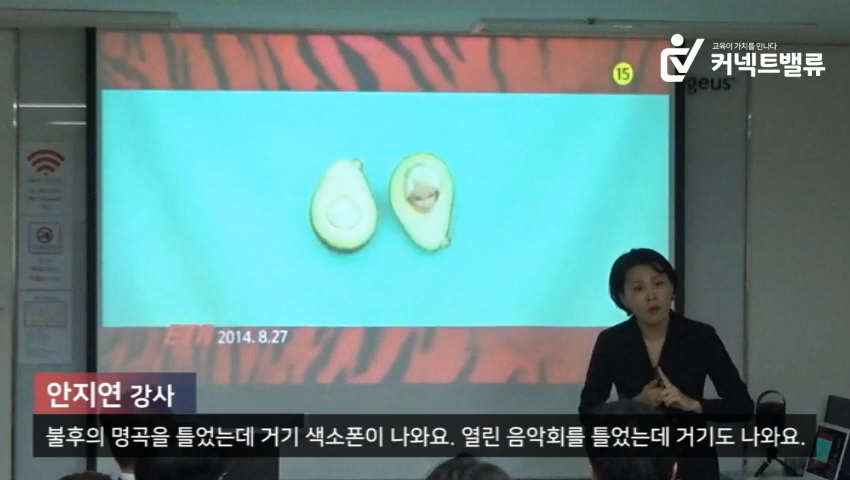 교육이 가치를 만나다
커넥트밸류
15
geus
2014. 8.27
안지연 강사
불후의 명곡을 틀었는데 거기 색소폰이 나와요. 열린 음악회를 틀었는데 거기도 나와요.